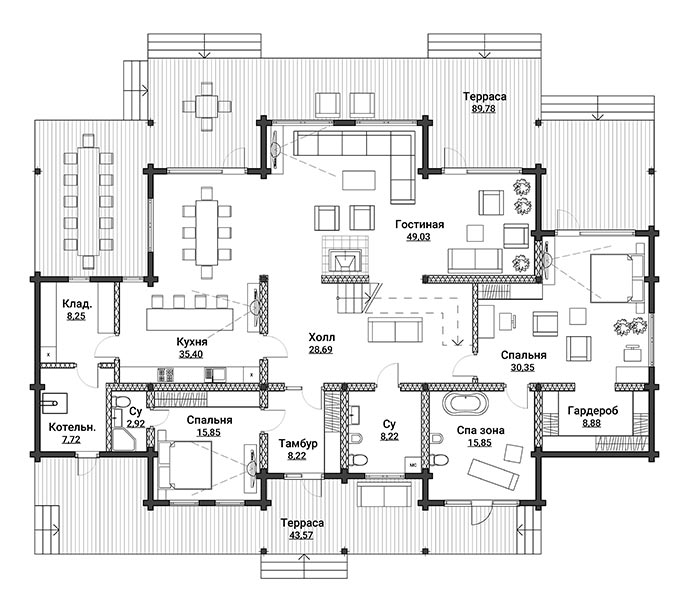 Терраса
89.78
Гостиная
49.03
Клад.
8.25
Кухня
35.40
Холл
28.69
Спальня
30.35
К
К
Котельн.
7.72
Су
2.92
Спальня
15.85
Тамбур
8.22
Су
8.22
Спа зона
15.85
Гардероб
8.88
МС
Терраса
43.57